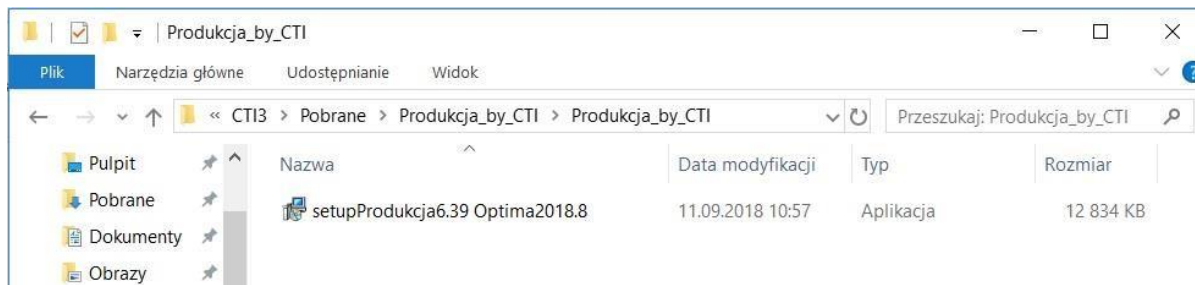 Produkcja_by_CTI
Plik Narzędzia główne Udostępnianie Widok
« CTI3 > Pobrane > Produkcja_by_CTI > Produkcja_by_CTI Przeszukaj: Produkcja_by_CTI
Pulpit Nazwa Data modyfikacji Typ Rozmiar
Pobrane setupProdukcja6.39 Optima2018.8 11.09.2018 10:57 Aplikacja 12 834 KB
Dokumenty
Obrazy